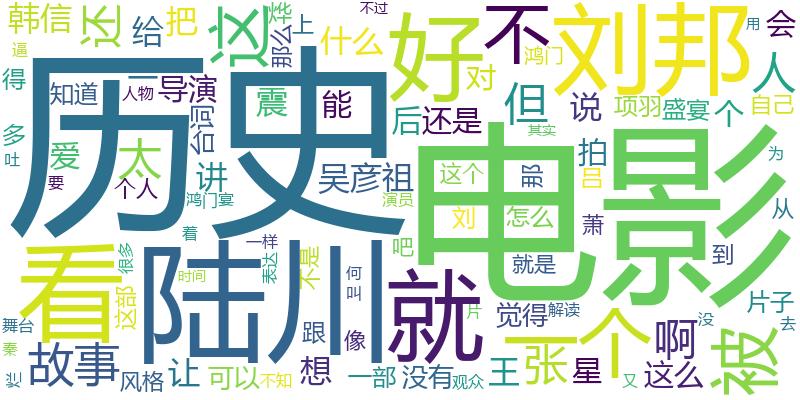 韩信
还
给
把
这
那么
烨
上
什么
好
不
刘邦
不过
用
会
逼
得
知道
一
导演
人物
震
能
台词
对
鸿门
但
说
项羽
盛宴
个
人
自己
历史
多
吐
爱
太
后
还是
电影
拍
为
要
个人
讲
鸿门宴
吴彦祖
这个
演员
那
吕
从
着
刘
怎么
萧
看
陆川
很多
一样
表达
不是
吧
就是
到
这部
时间
何
叫
就
片
觉得
解读
一个
片子
没
去
舞台
秦
故事
跟
像
张
啊
被
烂
风格
让
可以
不知
想
一部
没有
观众
王
星
这么
又